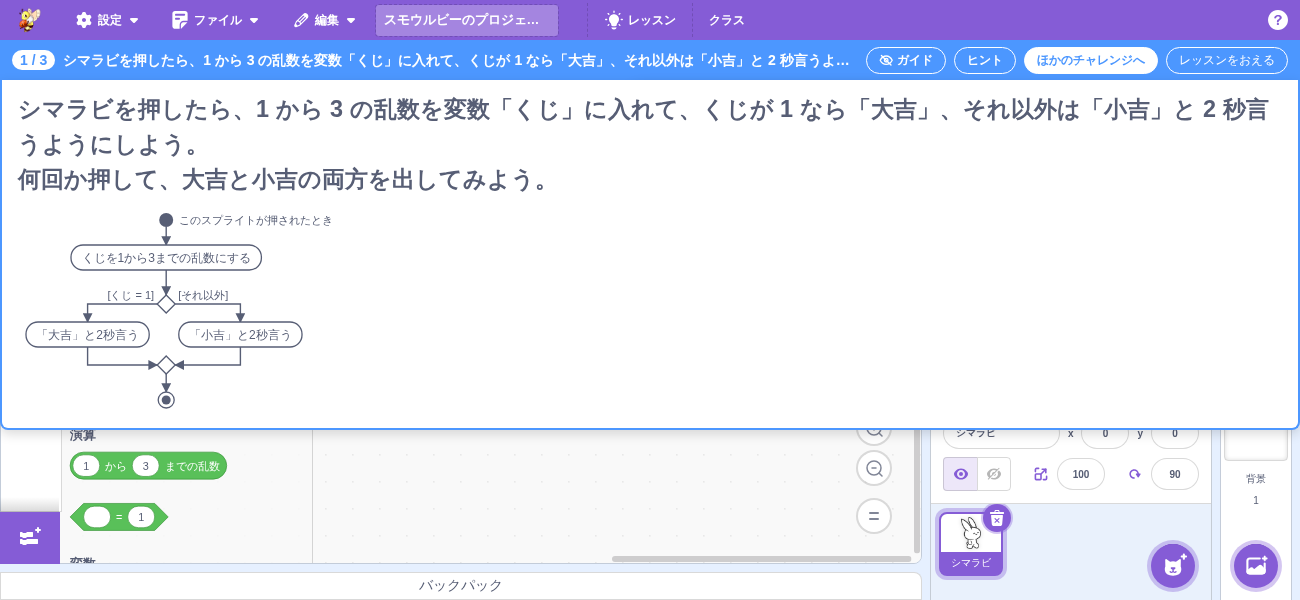 設定 ファイル 編集 スモウルビーのプロジェ… レッスン クラス ?
1 / 3 シマラビを押したら、1 から 3 の乱数を変数「くじ」に入れて、くじが 1 なら「大吉」、それ以外は「小吉」と 2 秒言うよ… ガイド ヒント ほかのチャレンジへ レッスンをおえる
シマラビを押したら、1 から 3 の乱数を変数「くじ」に入れて、くじが 1 なら「大吉」、それ以外は「小吉」と 2 秒言
うようにしよう。
何回か押して、大吉と小吉の両方を出してみよう。
このスプライトが押されたとき
くじを1から3までの乱数にする
[くじ = 1] [それ以外]
「大吉」と2秒言う 「小吉」と2秒言う
演算
シマラビ x 0 y 0
1 から 3 までの乱数
100 90
背景
1
= 1
変数
シマラビ
バックパック